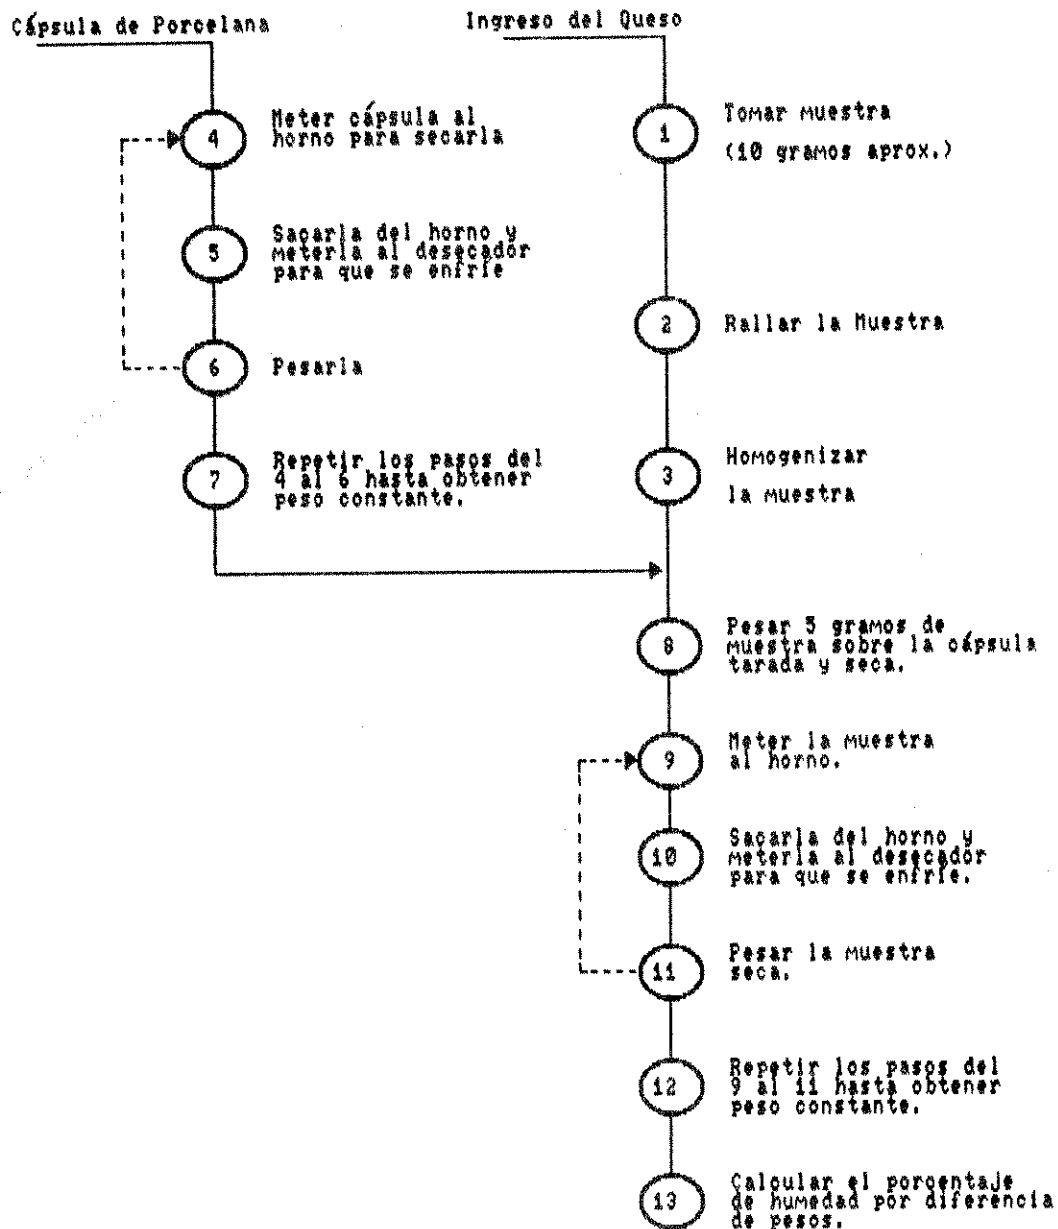 Cápsula de Porcelana
4
Meter cápsula al
horno para secarla
5
Sacarla del horno y
meterla al desecador
para que se enfríe
6
Pesarla
7
Repetir los pasos del
4 al 6 hasta obtener
peso constante.
Ingreso del Queso
1
Tomar muestra
(10 gramos aprox.)
2
Rallar la Muestra
3
Homogenizar
la muestra
8
Pesar 5 gramos de
muestra sobre la cápsula
tarada y seca.
9
Meter la muestra
al horno.
10
Sacarla del horno y
meterla al desecador
para que se enfríe.
11
Pesar la muestra
seca.
12
Repetir los pasos del
9 al 11 hasta obtener
peso constante.
13
Calcular el porcentaje
de humedad por diferencia
de pesos.